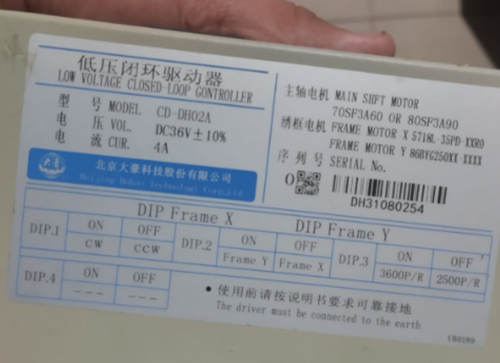 低压闭环驱动器
LOW VOLTAGE CLOSED-LOOP CONTROLLER
型 号 MODEL CD-DH02A
电 压 VOL. DC36V±10%
电 流 CUR. 4A
北京大豪科技股份有限公司
Beijing Dahao Technology Corp.Ltd
主轴电机 MAIN SHFT MOTOR
70SF3A60 OR 80SF3A90
绣框电机 FRAME MOTOR X 5718L-35PD-XXR0
FRAME MOTOR Y 86BYG250XX-XXXX
序列号 SERIAL No.
DH31080254
DIP Frame X DIP Frame Y
DIP.1 ON OFF DIP.2 ON OFF DIP.3 ON OFF
CW CCW Frame Y Frame X 3600P/R 2500P/R
DIP.4 ON OFF
--- ---
• 使用前请按说明书要求可靠接地
The driver must be connected to the earth